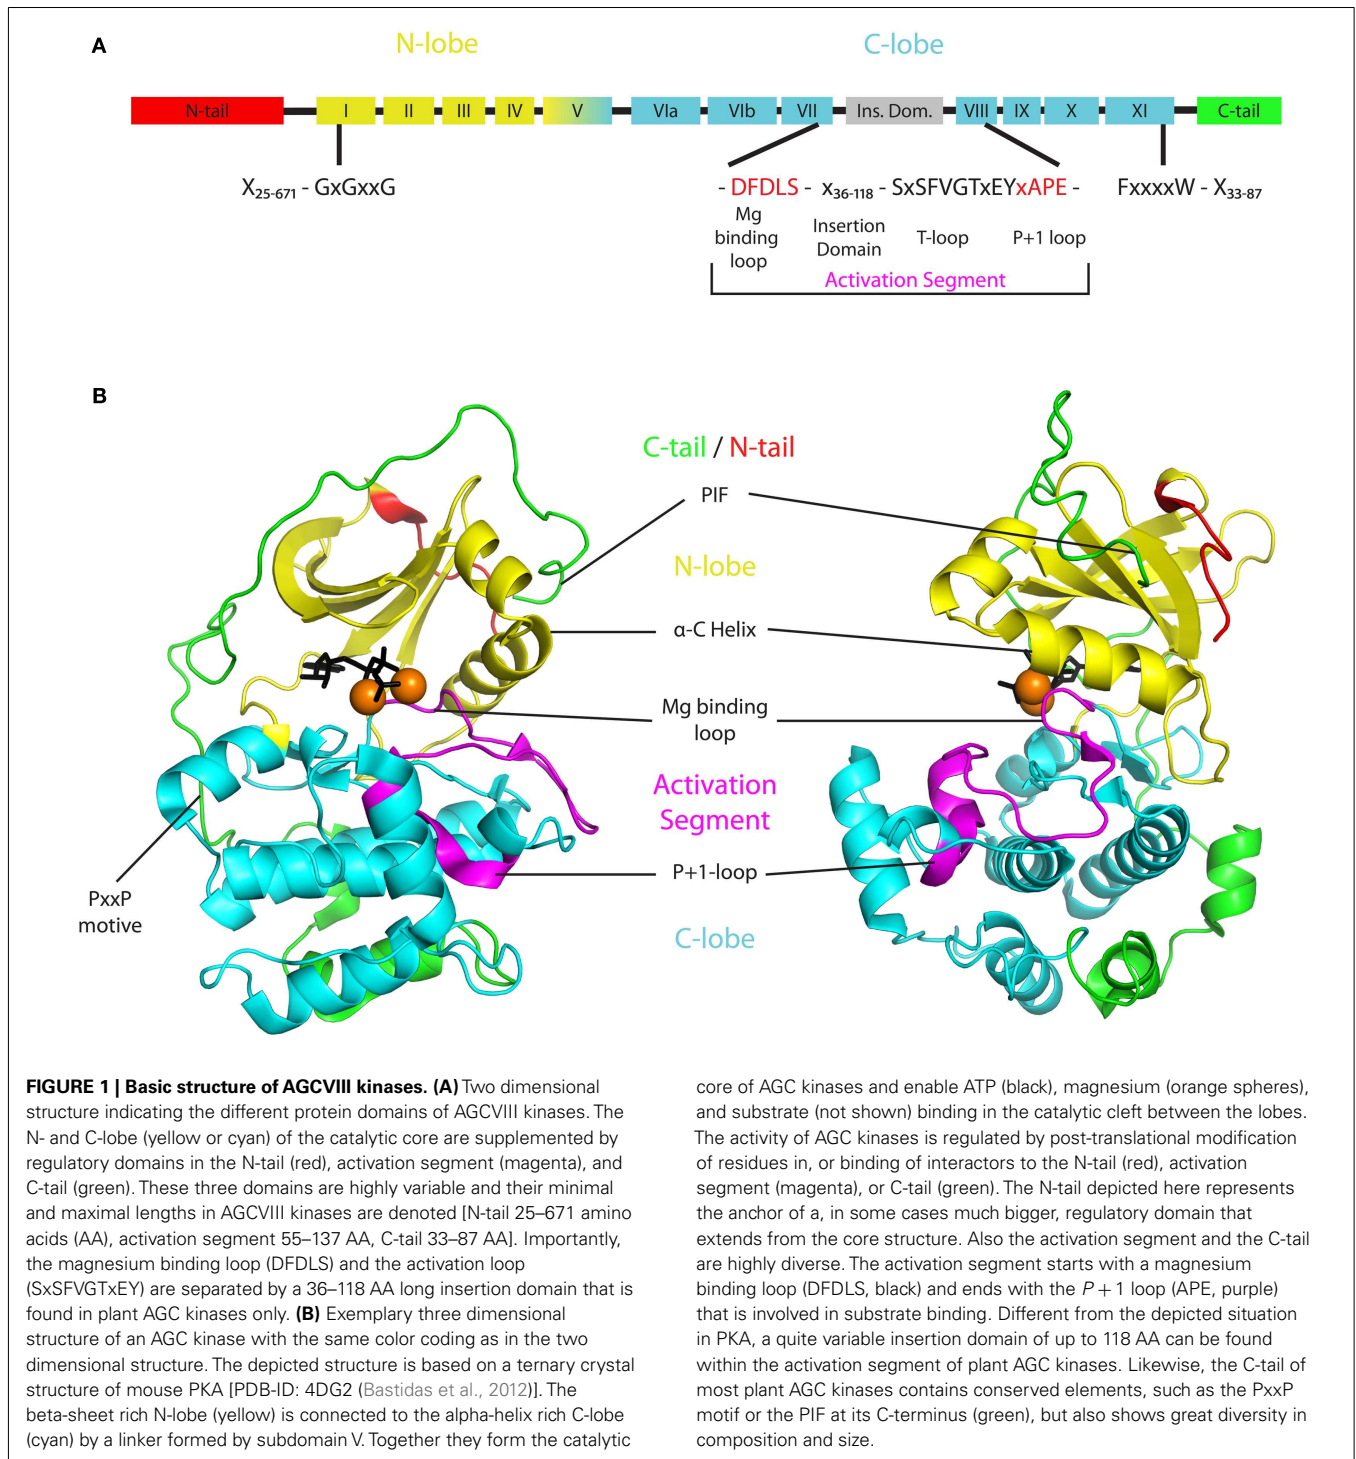 A
N-lobe
C-lobe
N-tail I II III IV V VIa VIb VII Ins. Dom. VIII IX X XI C-tail
X25-671 - GxGxxG
- DFDLS - x36-118 - SxSFVGTxEYxAPE -
FxxxxW - X33-87
Mg
binding
loop
Insertion
Domain
T-loop
P+1 loop
Activation Segment
B
C-tail / N-tail
PIF
N-lobe
α-C Helix
Mg binding
loop
Activation
Segment
P+1-loop
PxxP
motive
C-lobe
FIGURE 1 | Basic structure of AGCVIII kinases. (A) Two dimensional
structure indicating the different protein domains of AGCVIII kinases. The
N- and C-lobe (yellow or cyan) of the catalytic core are supplemented by
regulatory domains in the N-tail (red), activation segment (magenta), and
C-tail (green). These three domains are highly variable and their minimal
and maximal lengths in AGCVIII kinases are denoted [N-tail 25–671 amino
acids (AA), activation segment 55–137 AA, C-tail 33–87 AA]. Importantly,
the magnesium binding loop (DFDLS) and the activation loop
(SxSFVGTxEY) are separated by a 36–118 AA long insertion domain that is
found in plant AGC kinases only. (B) Exemplary three dimensional
structure of an AGC kinase with the same color coding as in the two
dimensional structure. The depicted structure is based on a ternary crystal
structure of mouse PKA [PDB-ID: 4DG2 (Bastidas et al., 2012)]. The
beta-sheet rich N-lobe (yellow) is connected to the alpha-helix rich C-lobe
(cyan) by a linker formed by subdomain V. Together they form the catalytic
core of AGC kinases and enable ATP (black), magnesium (orange spheres),
and substrate (not shown) binding in the catalytic cleft between the lobes.
The activity of AGC kinases is regulated by post-translational modification
of residues in, or binding of interactors to the N-tail (red), activation
segment (magenta), or C-tail (green). The N-tail depicted here represents
the anchor of a, in some cases much bigger, regulatory domain that
extends from the core structure. Also the activation segment and the C-tail
are highly diverse. The activation segment starts with a magnesium
binding loop (DFDLS, black) and ends with the P + 1 loop (APE, purple)
that is involved in substrate binding. Different from the depicted situation
in PKA, a quite variable insertion domain of up to 118 AA can be found
within the activation segment of plant AGC kinases. Likewise, the C-tail of
most plant AGC kinases contains conserved elements, such as the PxxP
motif or the PIF at its C-terminus (green), but also shows great diversity in
composition and size.